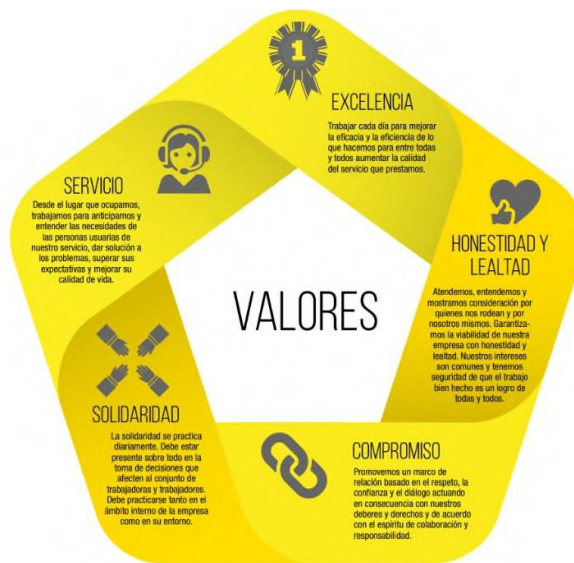 1
EXCELENCIA
Trabajar cada día para mejorar
la eficacia y la eficiencia de lo
que hacemos para entre todas
y todos aumentar la calidad
del servicio que prestamos.
SERVICIO
Desde el lugar que ocupamos,
trabajamos para anticiparnos y
entender las necesidades de
las personas usuarias de
nuestro servicio, dar solución a
los problemas, superar sus
expectativas y mejorar su
calidad de vida.
HONESTIDAD Y
LEALTAD
Atendemos, entendemos y
mostramos consideración por
quienes nos rodean y por
nosotros mismos. Garantiza-
mos la viabilidad de nuestra
empresa con honestidad y
lealtad. Nuestros intereses
son comunes y tenemos
seguridad de que el trabajo
bien hecho es un logro de
todas y todos.
VALORES
SOLIDARIDAD
La solidaridad se practica
diariamente. Debe estar
presente sobre todo en la
toma de decisiones que
afecten al conjunto de
trabajadoras y trabajadores.
Debe practicarse tanto en el
ámbito interno de la empresa
como en su entorno.
COMPROMISO
Promovemos un marco de
relación basado en el respeto, la
confianza y el diálogo actuando
en consecuencia con nuestros
deberes y derechos y de acuerdo
con el espíritu de colaboración y
responsabilidad.